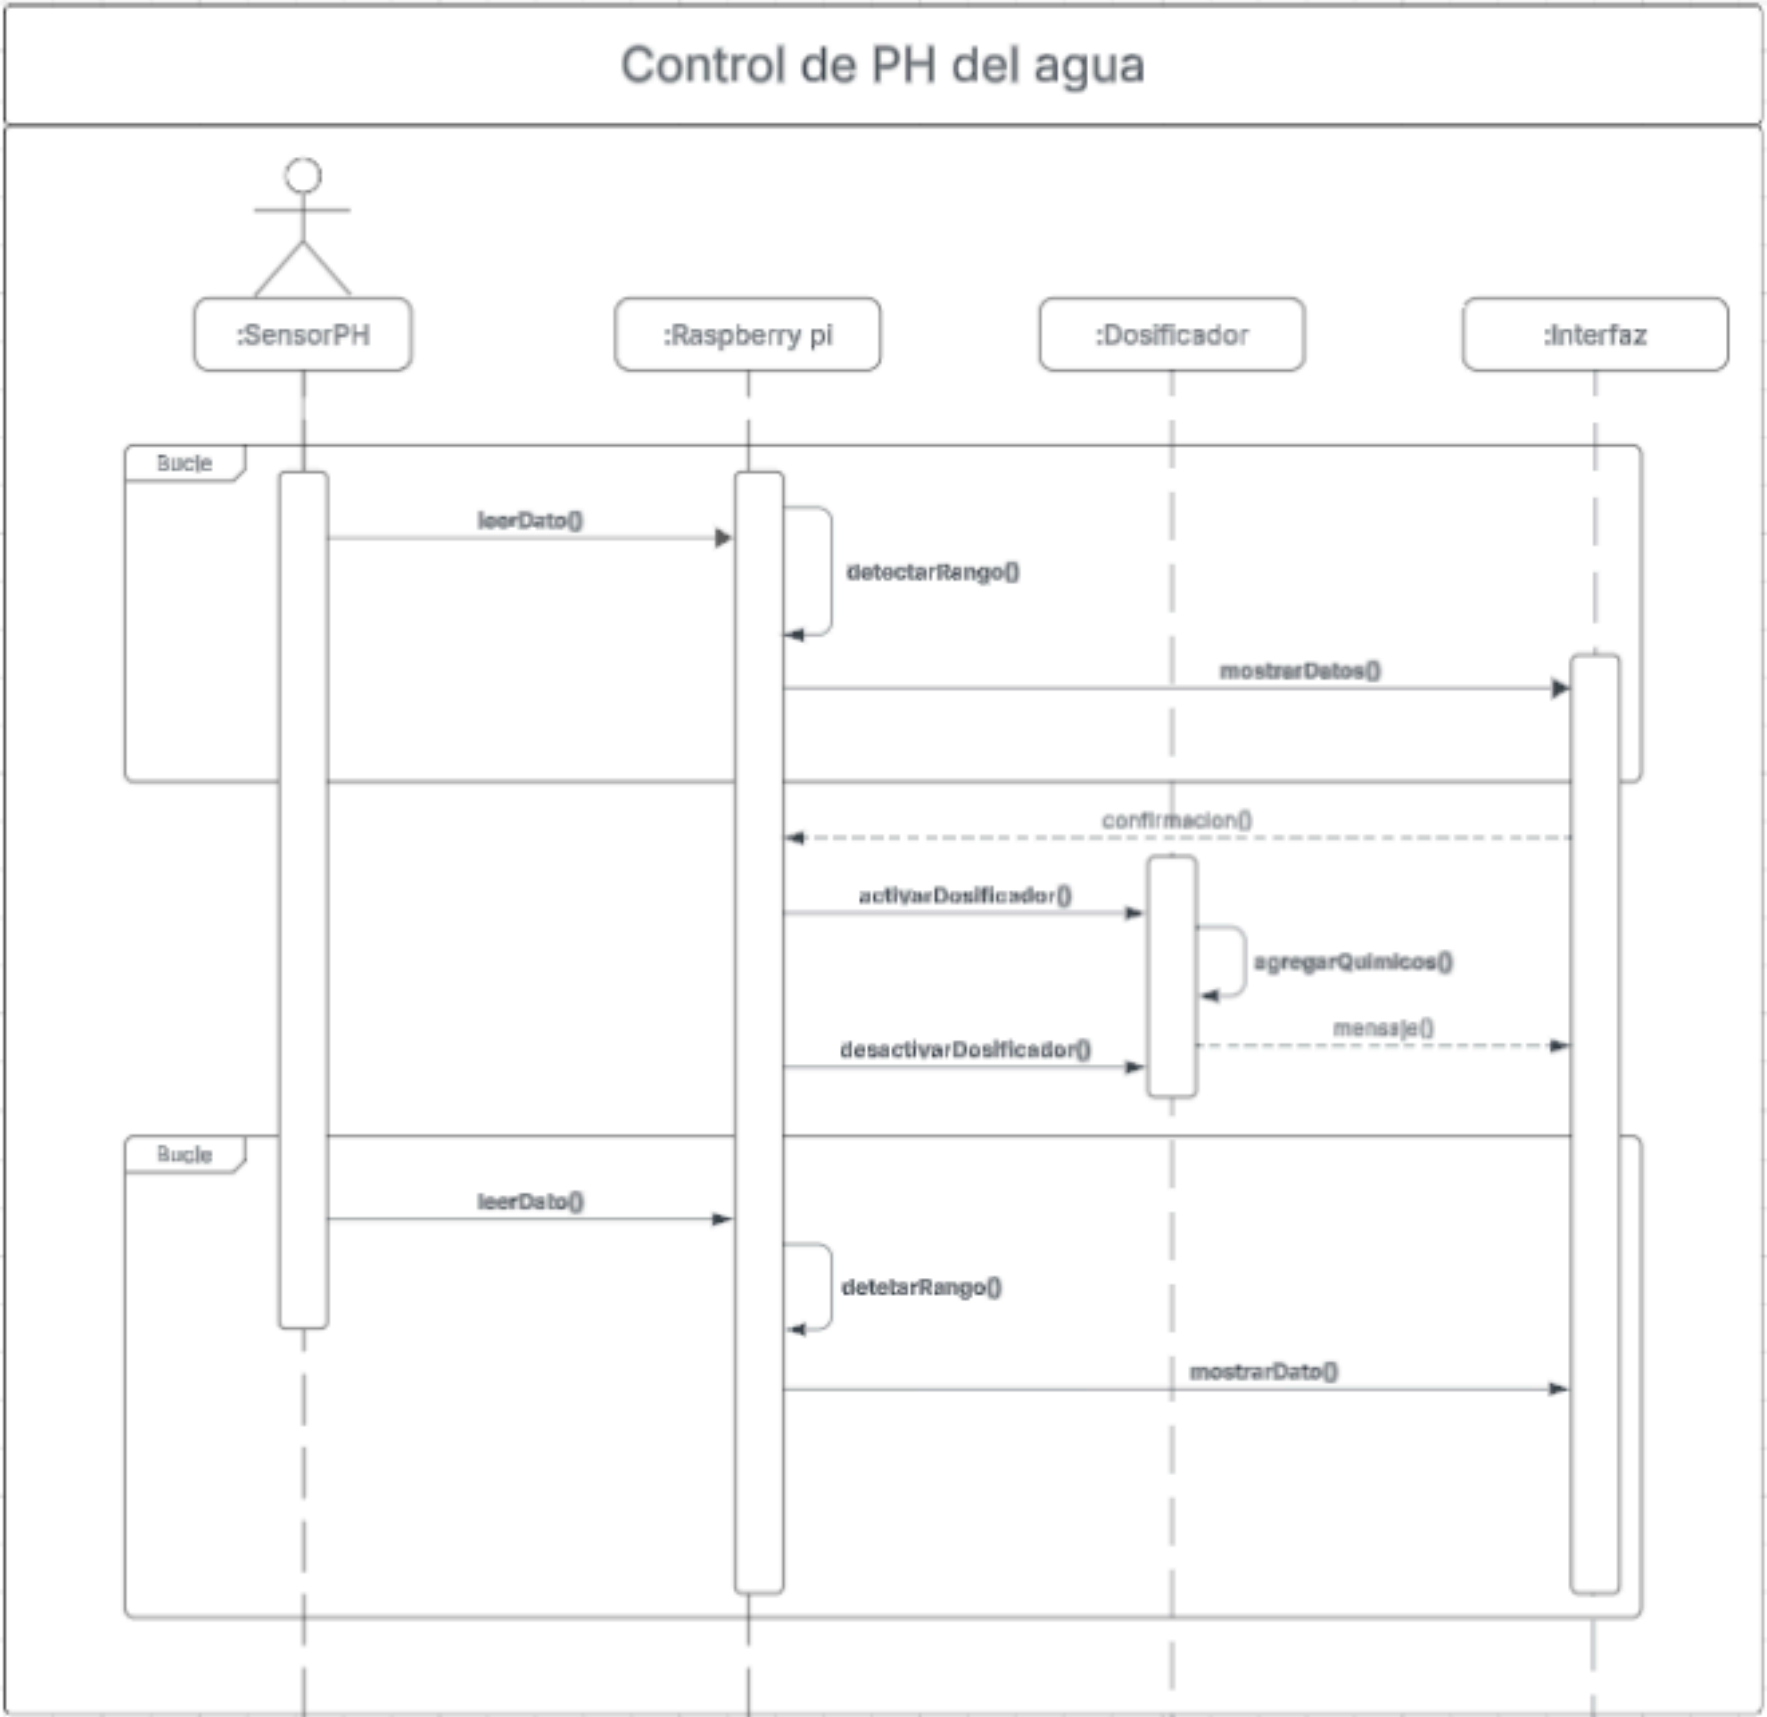 Control de PH del agua
:SensorPH
:Raspberry pi
:Dosificador
:Interfaz
Bucle
leerDato()
detectarRango()
mostrarDatos()
confirmacion()
activarDosificador()
agregarQuimicos()
mensaje()
desactivarDosificador()
Bucle
leerDato()
detetarRango()
mostrarDato()